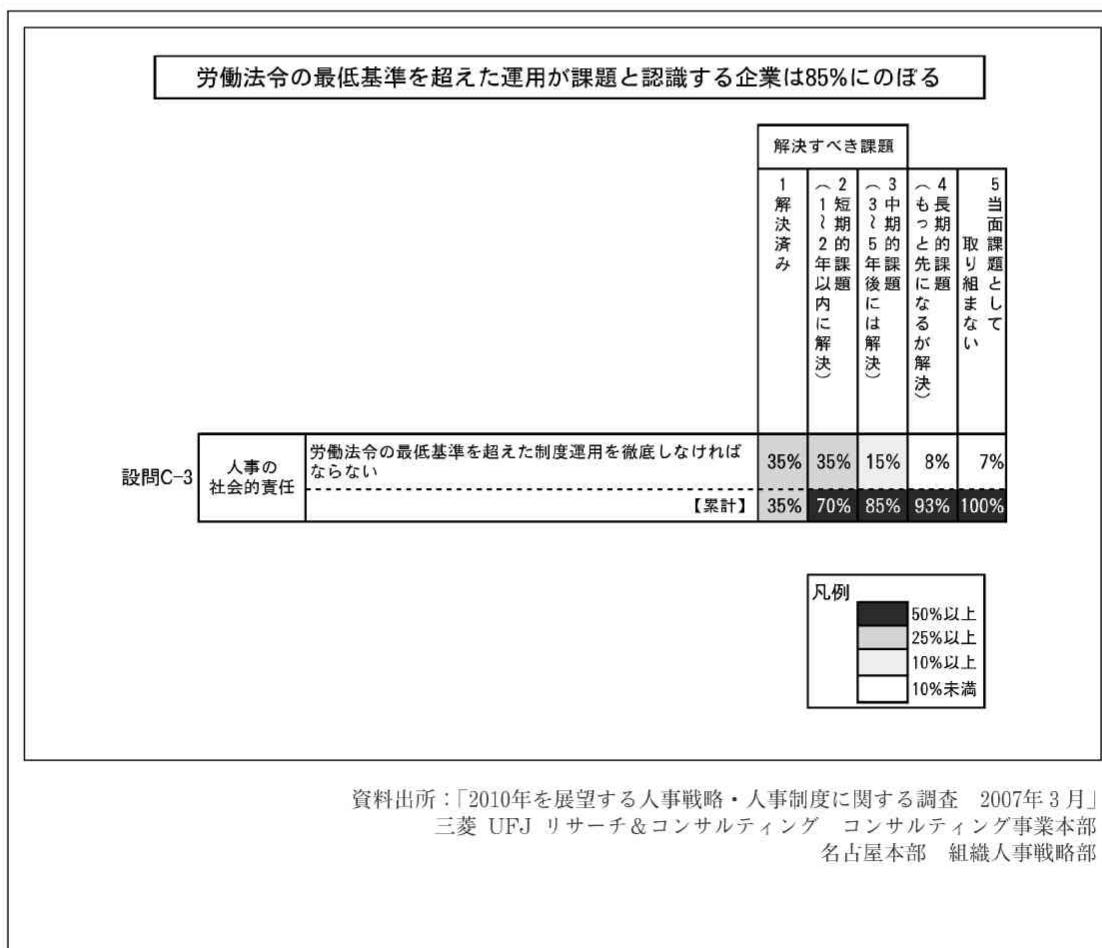 労働法令の最低基準を超えた運用が課題と認識する企業は85%にのぼる
解決すべき課題
1解決済み
2短期的課題
(1~2年以内に解決)
3中期的課題
(3~5年後には解決)
4長期的課題
(もっと先になるが解決)
5当面課題として
取り組まない
設問C-3
人事の
社会的責任
労働法令の最低基準を超えた制度運用を徹底しなければ
ならない
35% 35% 15% 8% 7%
【累計】 35% 70% 85% 93% 100%
凡例
50%以上
25%以上
10%以上
10%未満
資料出所:「2010年を展望する人事戦略・人事制度に関する調査 2007年3月」
三菱 UFJ リサーチ&コンサルティング コンサルティング事業本部
名古屋本部 組織人事戦略部